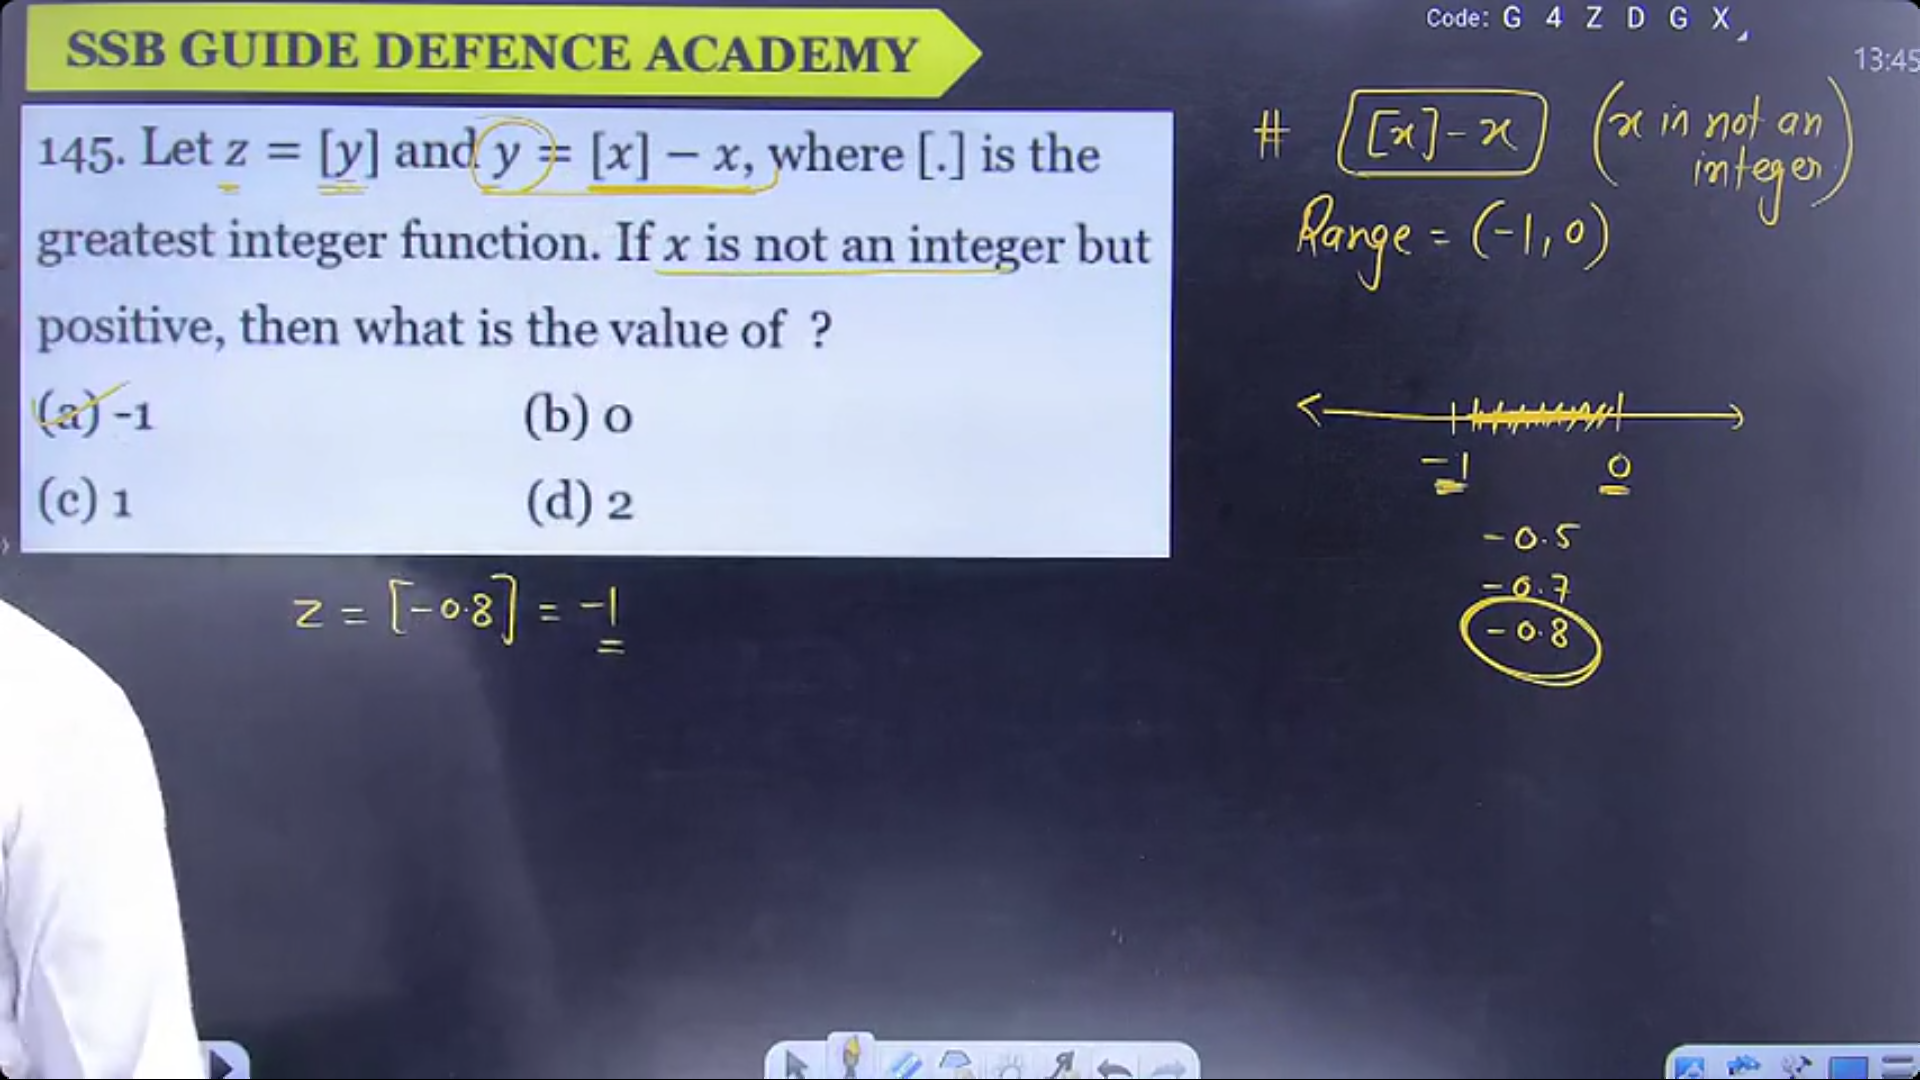 Code: G 4 Z D G X
13:45
SSB GUIDE DEFENCE ACADEMY
145. Let z = [y] and y = [x] – x, where [.] is the
greatest integer function. If x is not an integer but
positive, then what is the value of ?
(a) -1
(b) 0
(c) 1
(d) 2
z = [-0.8] = -1
# [x]-x (x in not an
integer)
Range = (-1, 0)
-1 0
-0.5
-0.7
-0.8